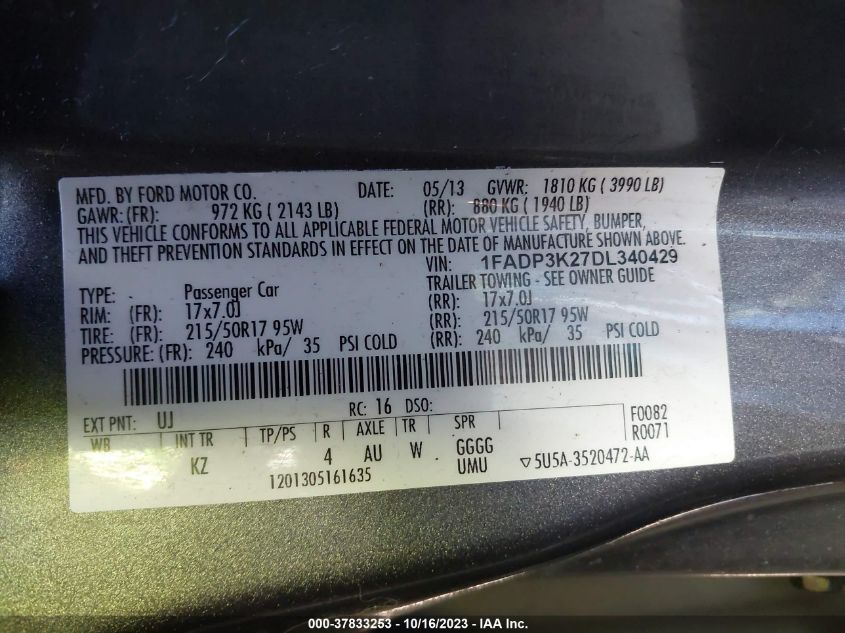 MFD. BY FORD MOTOR CO. DATE: 05/13 GVWR: 1810 KG ( 3990 LB)
GAWR: (FR): 972 KG ( 2143 LB) (RR): 880 KG ( 1940 LB)
THIS VEHICLE CONFORMS TO ALL APPLICABLE FEDERAL MOTOR VEHICLE SAFETY, BUMPER,
AND THEFT PREVENTION STANDARDS IN EFFECT ON THE DATE OF MANUFACTURE SHOWN ABOVE.
VIN: 1FADP3K27DL340429
TYPE: Passenger Car TRAILER TOWING - SEE OWNER GUIDE
RIM: (FR): 17x7.0J (RR): 17x7.0J
TIRE: (FR): 215/50R17 95W (RR): 215/50R17 95W
PRESSURE: (FR): 240 kPa/ 35 PSI COLD (RR): 240 kPa/ 35 PSI COLD
EXT PNT: UJ RC: 16 DSO: F0082
WB INT TR TP/PS R AXLE TR SPR R0071
KZ 4 AU W GGGG
UMU ▽5U5A-3520472-AA
1201305161635
000-37833253 - 10/16/2023 - IAA Inc.